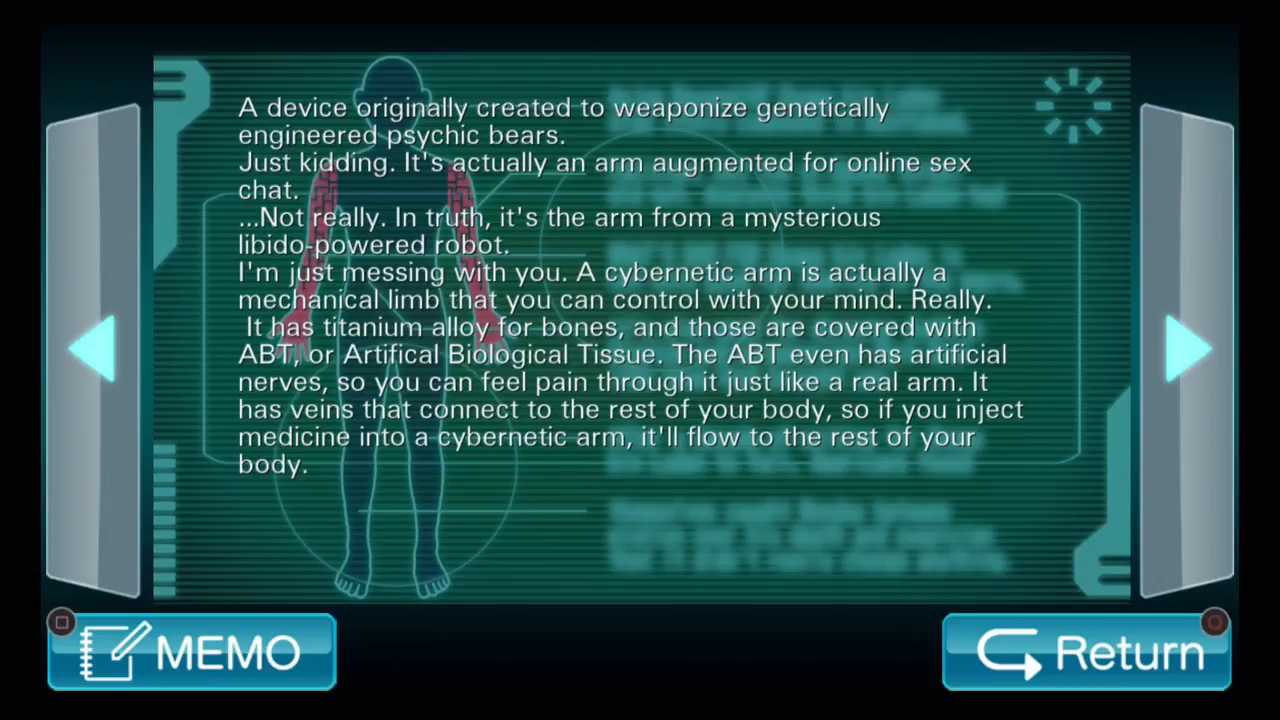 A device originally created to weaponize genetically
engineered psychic bears.
Just kidding. It's actually an arm augmented for online sex
chat.
...Not really. In truth, it's the arm from a mysterious
libido-powered robot.
I'm just messing with you. A cybernetic arm is actually a
mechanical limb that you can control with your mind. Really.
It has titanium alloy for bones, and those are covered with
ABT, or Artifical Biological Tissue. The ABT even has artificial
nerves, so you can feel pain through it just like a real arm. It
has veins that connect to the rest of your body, so if you inject
medicine into a cybernetic arm, it'll flow to the rest of your
body.
MEMO
Return